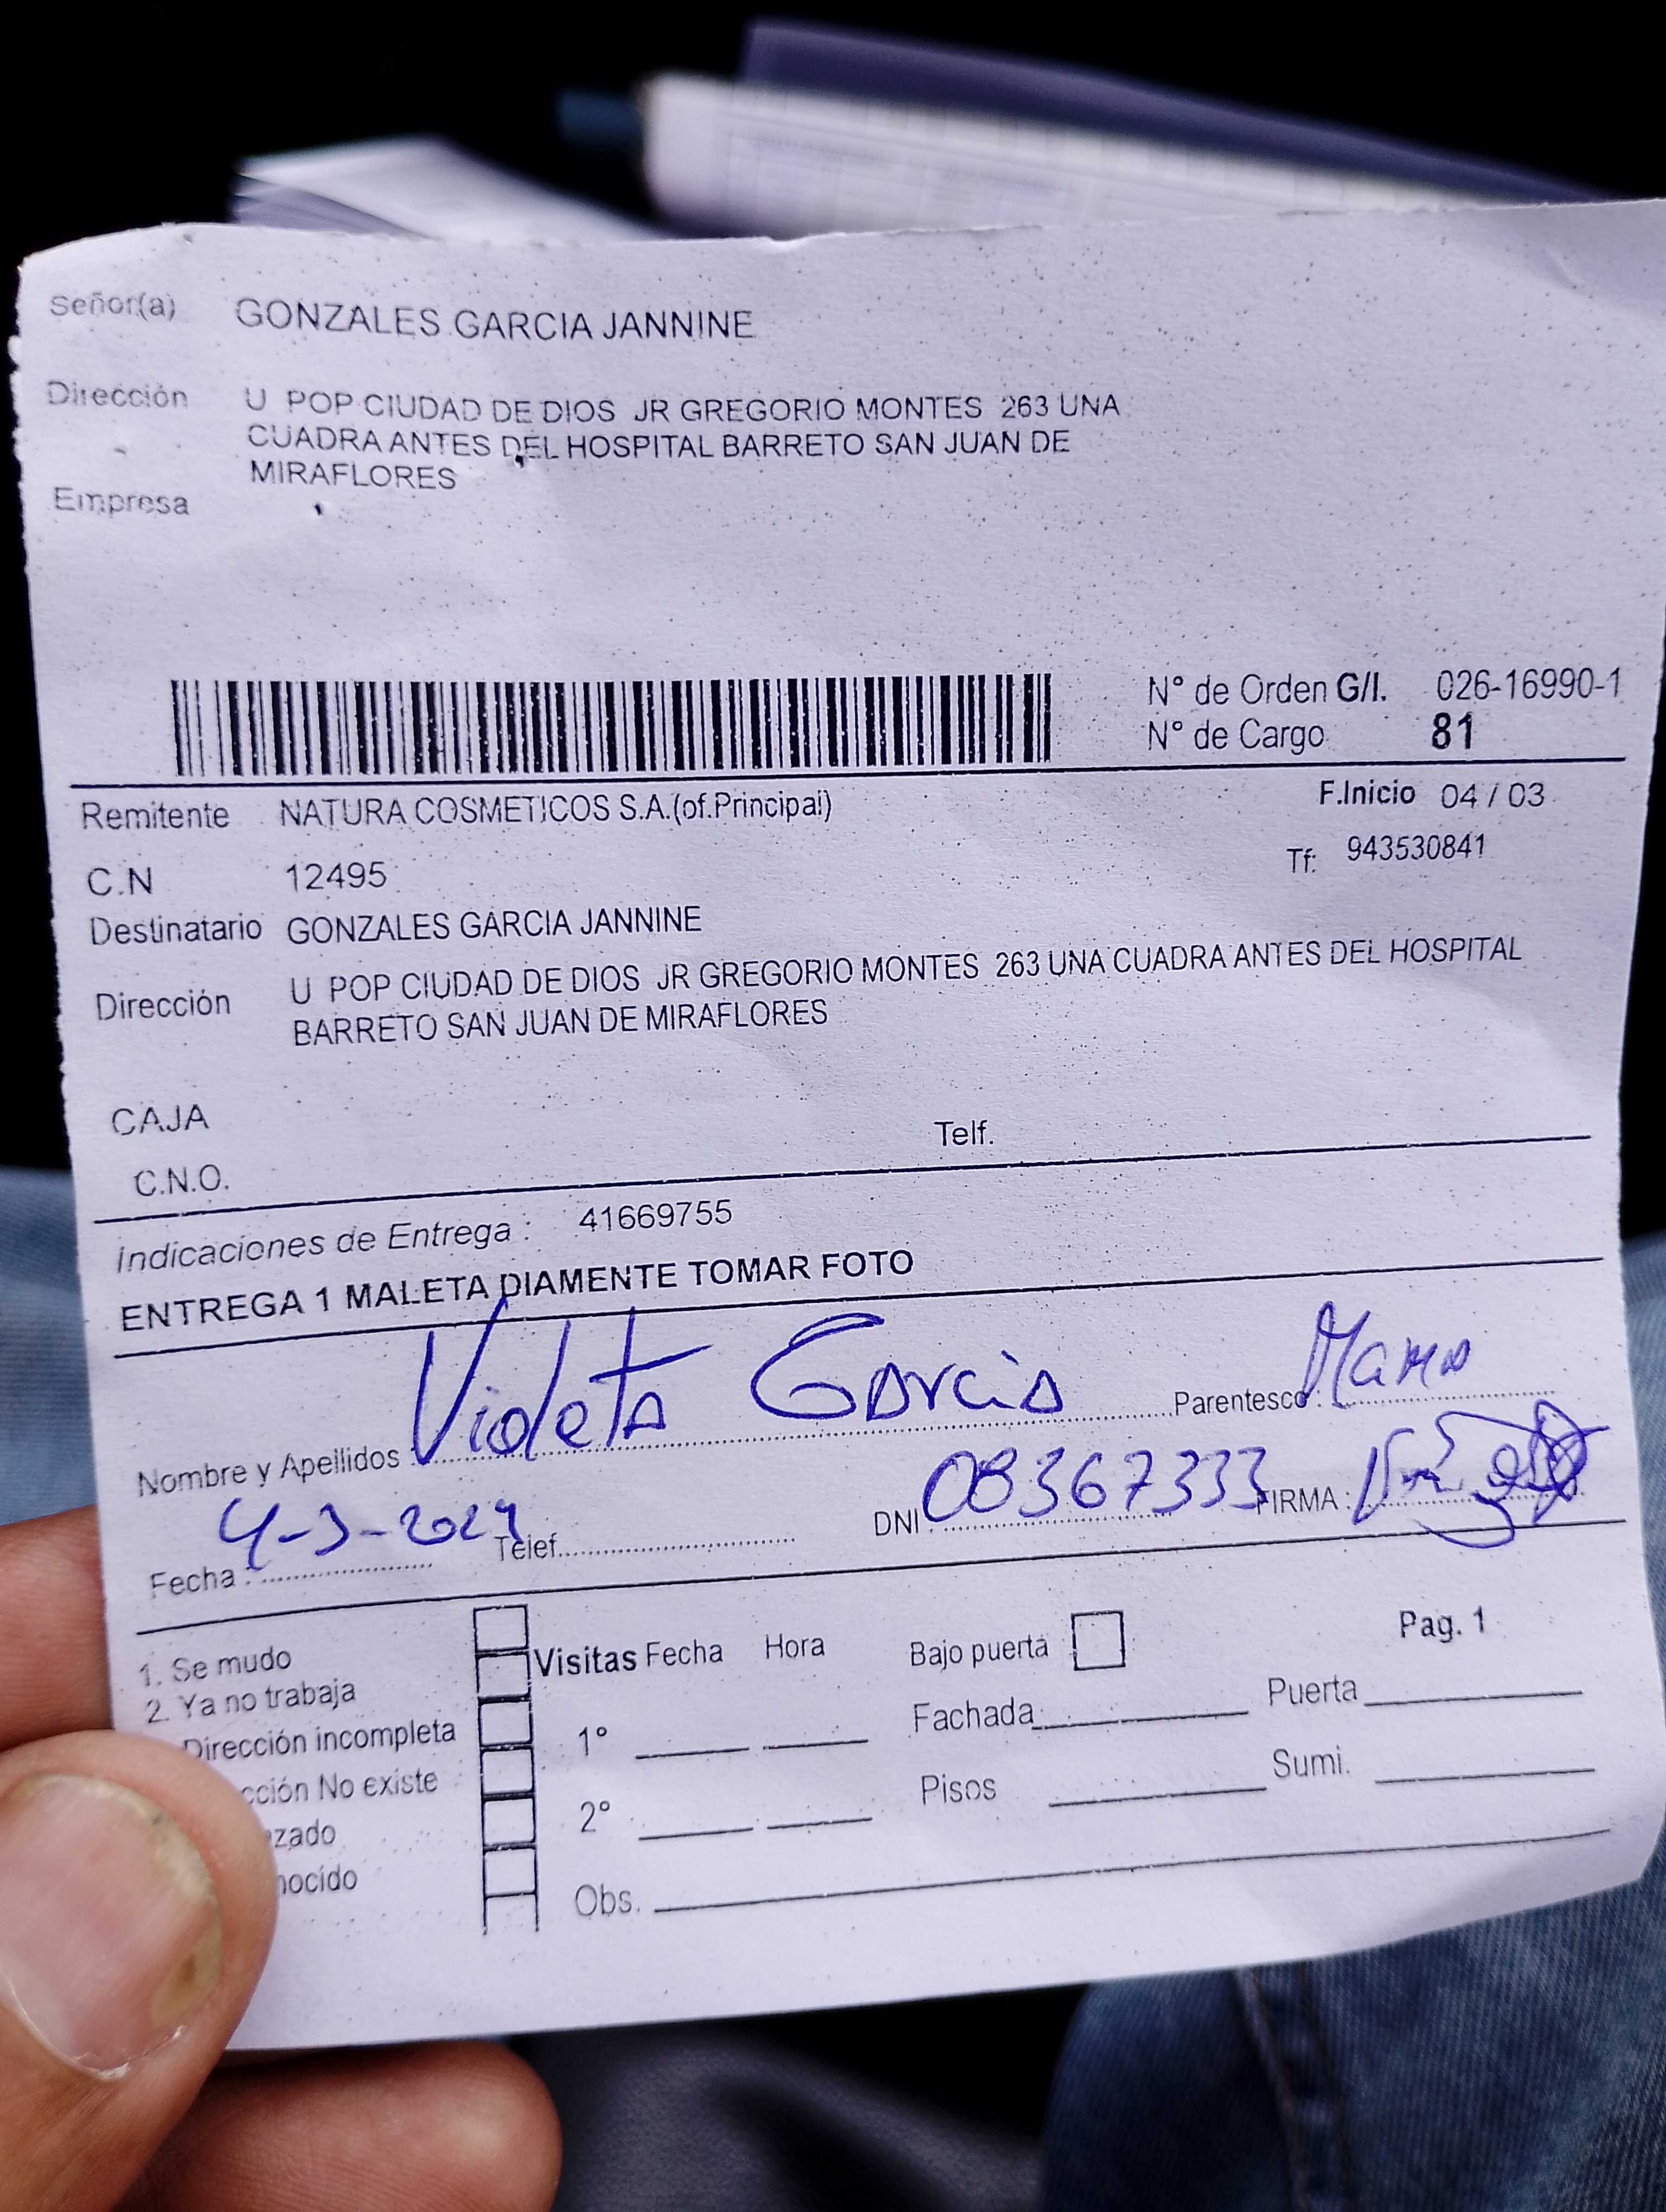 Señor(a) GONZALES GARCIA JANNINE
Dirección U POP CIUDAD DE DIOS JR GREGORIO MONTES 263 UNA
CUADRA ANTES DEL HOSPITAL BARRETO SAN JUAN DE
MIRAFLORES
Empresa
N° de Orden G/I. 026-16990-1
N° de Cargo 81
Remitente NATURA COSMETICOS S.A.(of.Principal) F.Inicio 04 / 03
C.N 12495 Tf: 943530841
Destinatario GONZALES GARCIA JANNINE
Dirección U POP CIUDAD DE DIOS JR GREGORIO MONTES 263 UNA CUADRA ANTES DEL HOSPITAL
BARRETO SAN JUAN DE MIRAFLORES
CAJA
C.N.O. Telf.
Indicaciones de Entrega : 41669755
ENTREGA 1 MALETA DIAMENTE TOMAR FOTO
Nombre y Apellidos Violeta Garcia Parentesco : Mama
Fecha : 4-3-2024 Telef. DNI : 08367333 FIRMA :
1. Se mudo Visitas Fecha Hora Bajo puerta Pag. 1
2. Ya no trabaja
Dirección incompleta 1° Fachada Puerta
cción No existe
zado 2° Pisos Sumi.
nocido Obs.